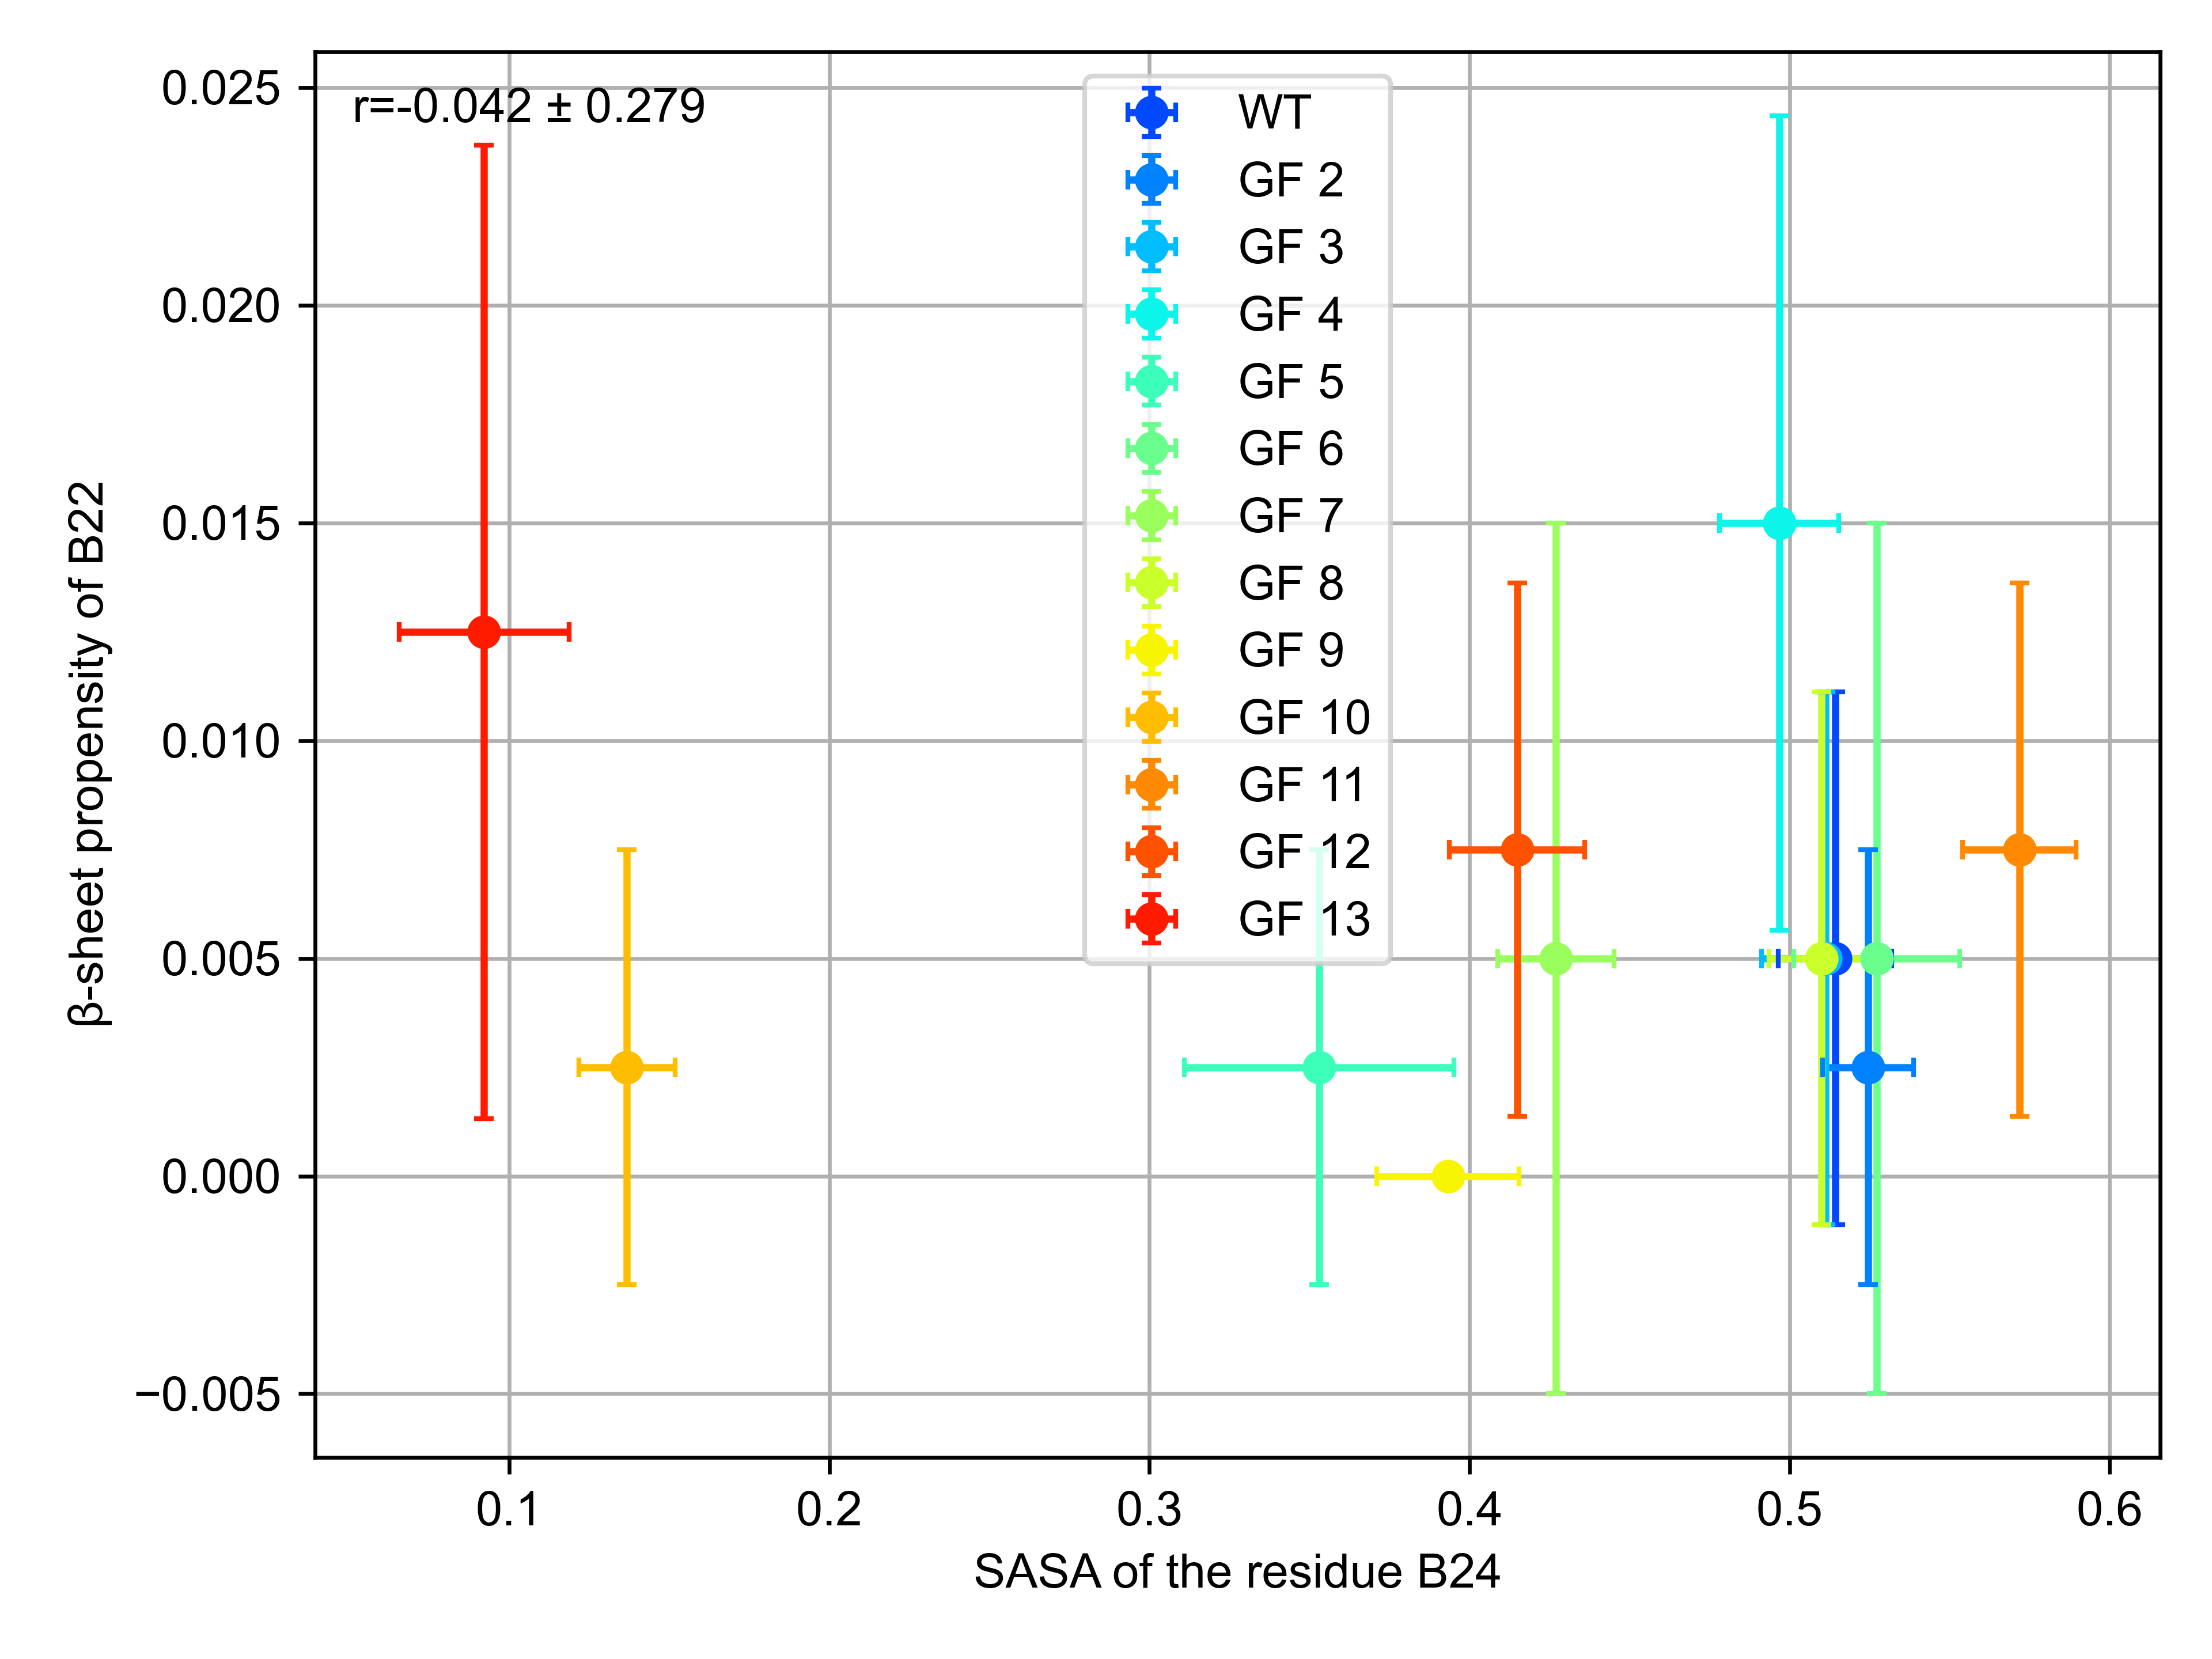 r=-0.042 ± 0.279
WT
GF 2
GF 3
GF 4
GF 5
GF 6
GF 7
GF 8
GF 9
GF 10
GF 11
GF 12
GF 13
0.025
0.020
0.015
0.010
0.005
0.000
−0.005
β-sheet propensity of B22
0.1
0.2
0.3
0.4
0.5
0.6
SASA of the residue B24